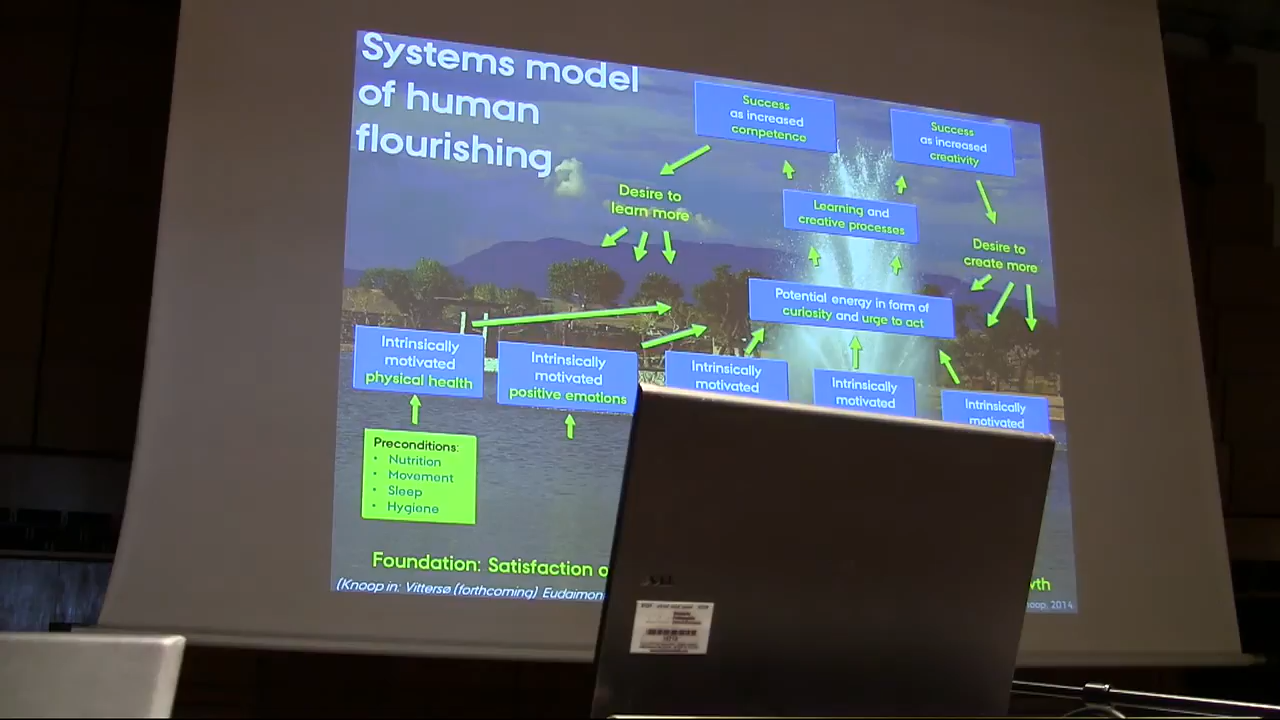 Systems model
of human
flourishing
Success
as increased
competence
Success
as increased
creativity
Desire to
learn more
Learning and
creative processes
Desire to
create more
Potential energy in form of
curiosity and urge to act
Intrinsically
motivated
physical health
Intrinsically
motivated
positive emotions
Intrinsically
motivated
Intrinsically
motivated
Intrinsically
motivated
Preconditions:
• Nutrition
• Movement
• Sleep
• Hygiene
Foundation: Satisfaction o
wth
(Knoop in: Vittersø (forthcoming) Eudaimon
oop, 2014